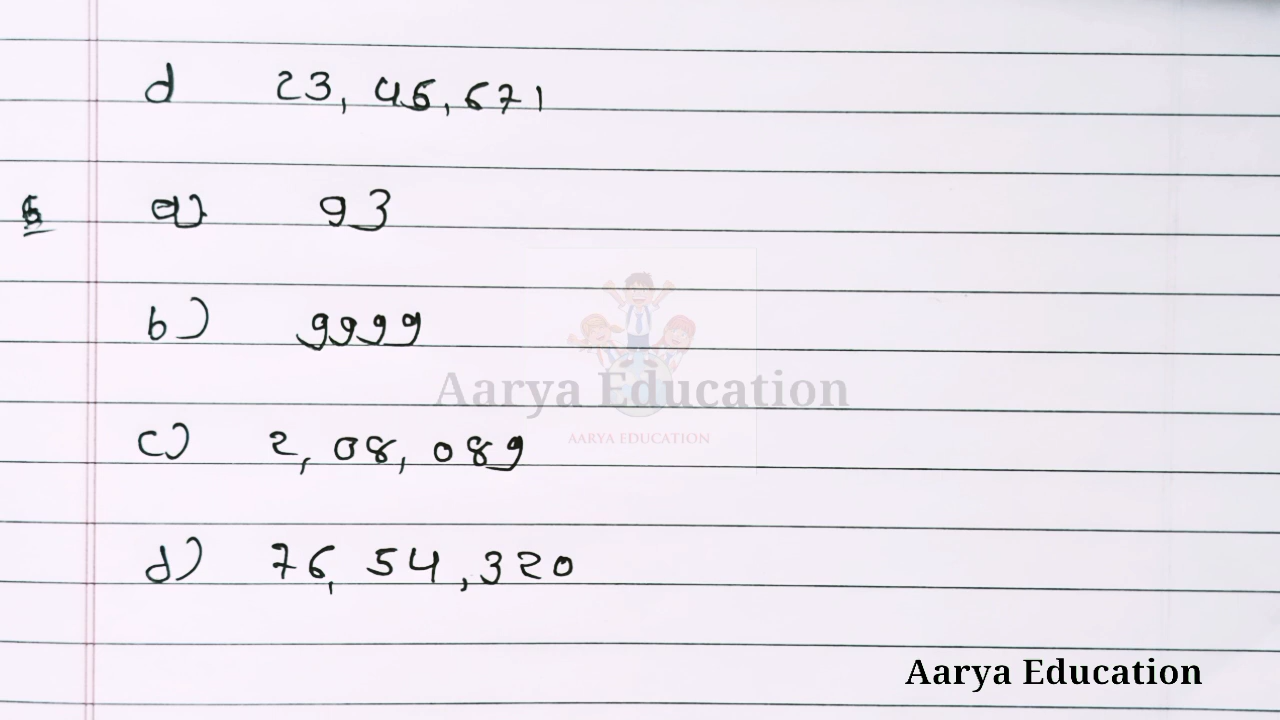 d 23, 45, 671
5 a) 93
b) 9999
Aarya Education
AARYA EDUCATION
c) 2, 08, 089
d) 76, 54, 320
Aarya Education